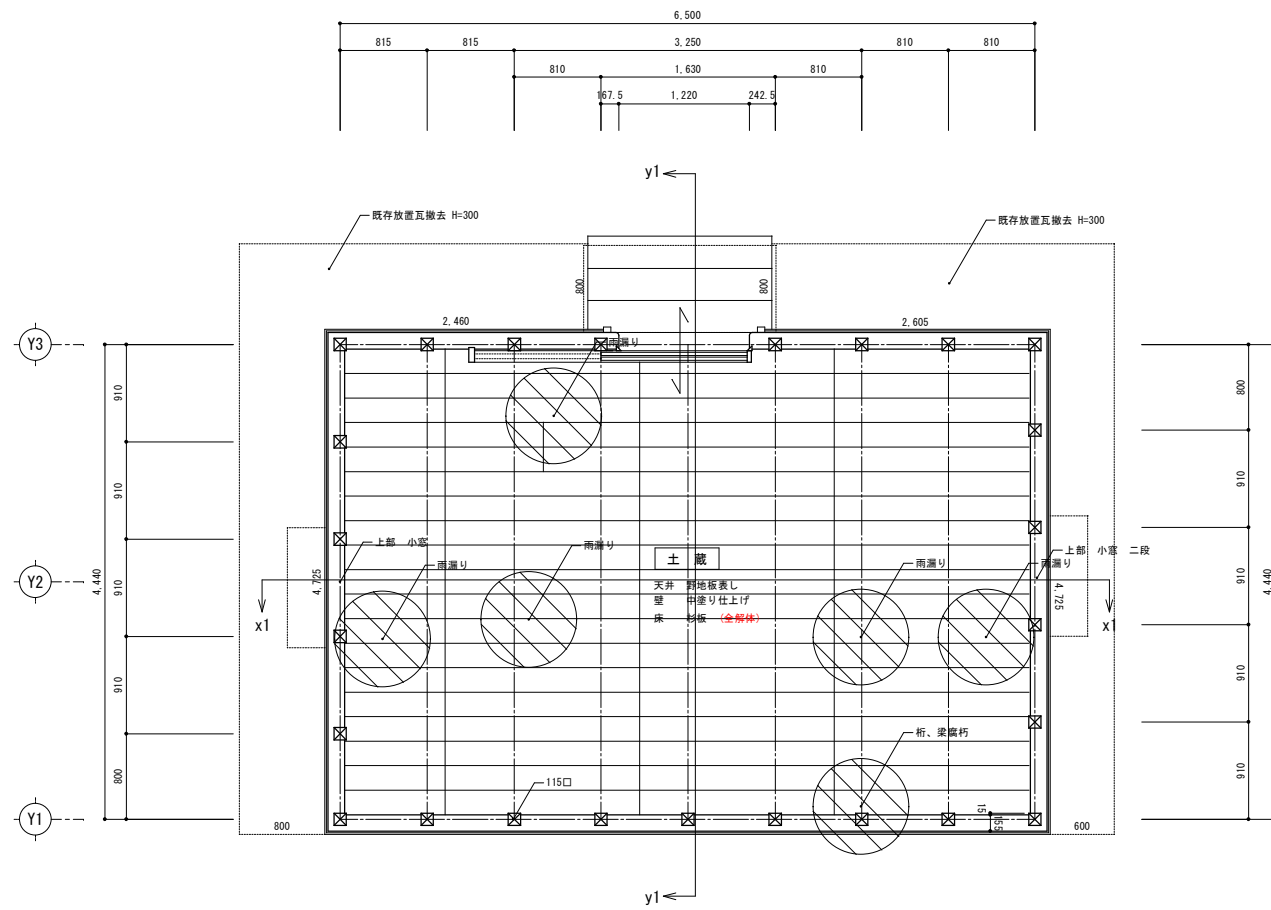 6,500
815
815
3,250
810
810
810
1,630
810
167.5
1,220
242.5
y1
既存放置瓦撤去 H=300
既存放置瓦撤去 H=300
800
800
2,460
2,605
Y3
雨漏り
910
800
910
910
上部 小窓
雨漏り
雨漏り
土 蔵
雨漏り
上部 小窓 二段
雨漏り
Y2
4,440
910
4,725
天井 野地板表し
壁 中塗り仕上げ
床 杉板 (全解体)
4,725
910
4,440
x1
x1
910
910
桁、梁腐朽
800
115口
910
15
155
Y1
800
600
y1